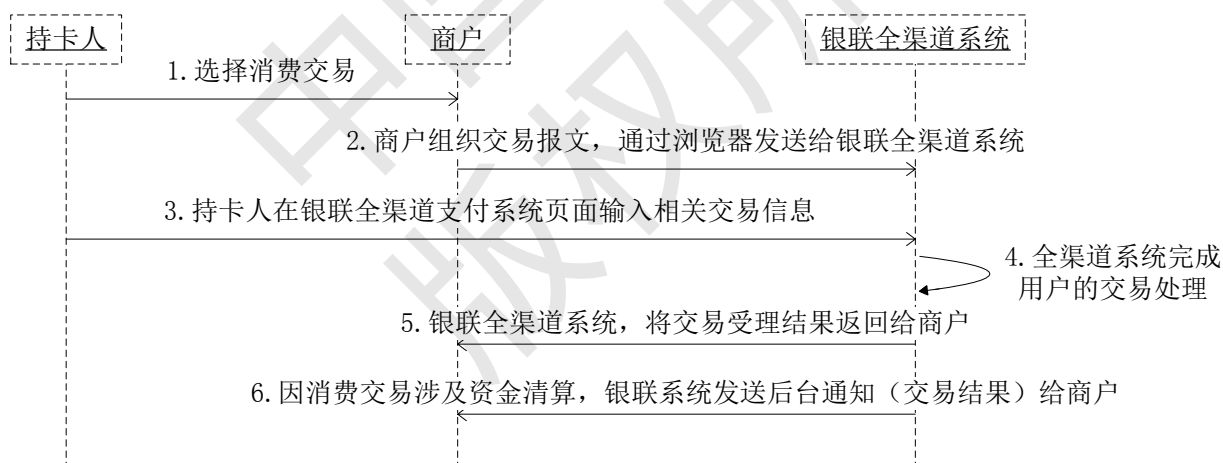 持卡人 商户 银联全渠道系统
1.选择消费交易
2.商户组织交易报文，通过浏览器发送给银联全渠道系统
3.持卡人在银联全渠道支付系统页面输入相关交易信息
4.全渠道系统完成
用户的交易处理
5.银联全渠道系统，将交易受理结果返回给商户
6.因消费交易涉及资金清算，银联系统发送后台通知（交易结果）给商户
中国
版权所